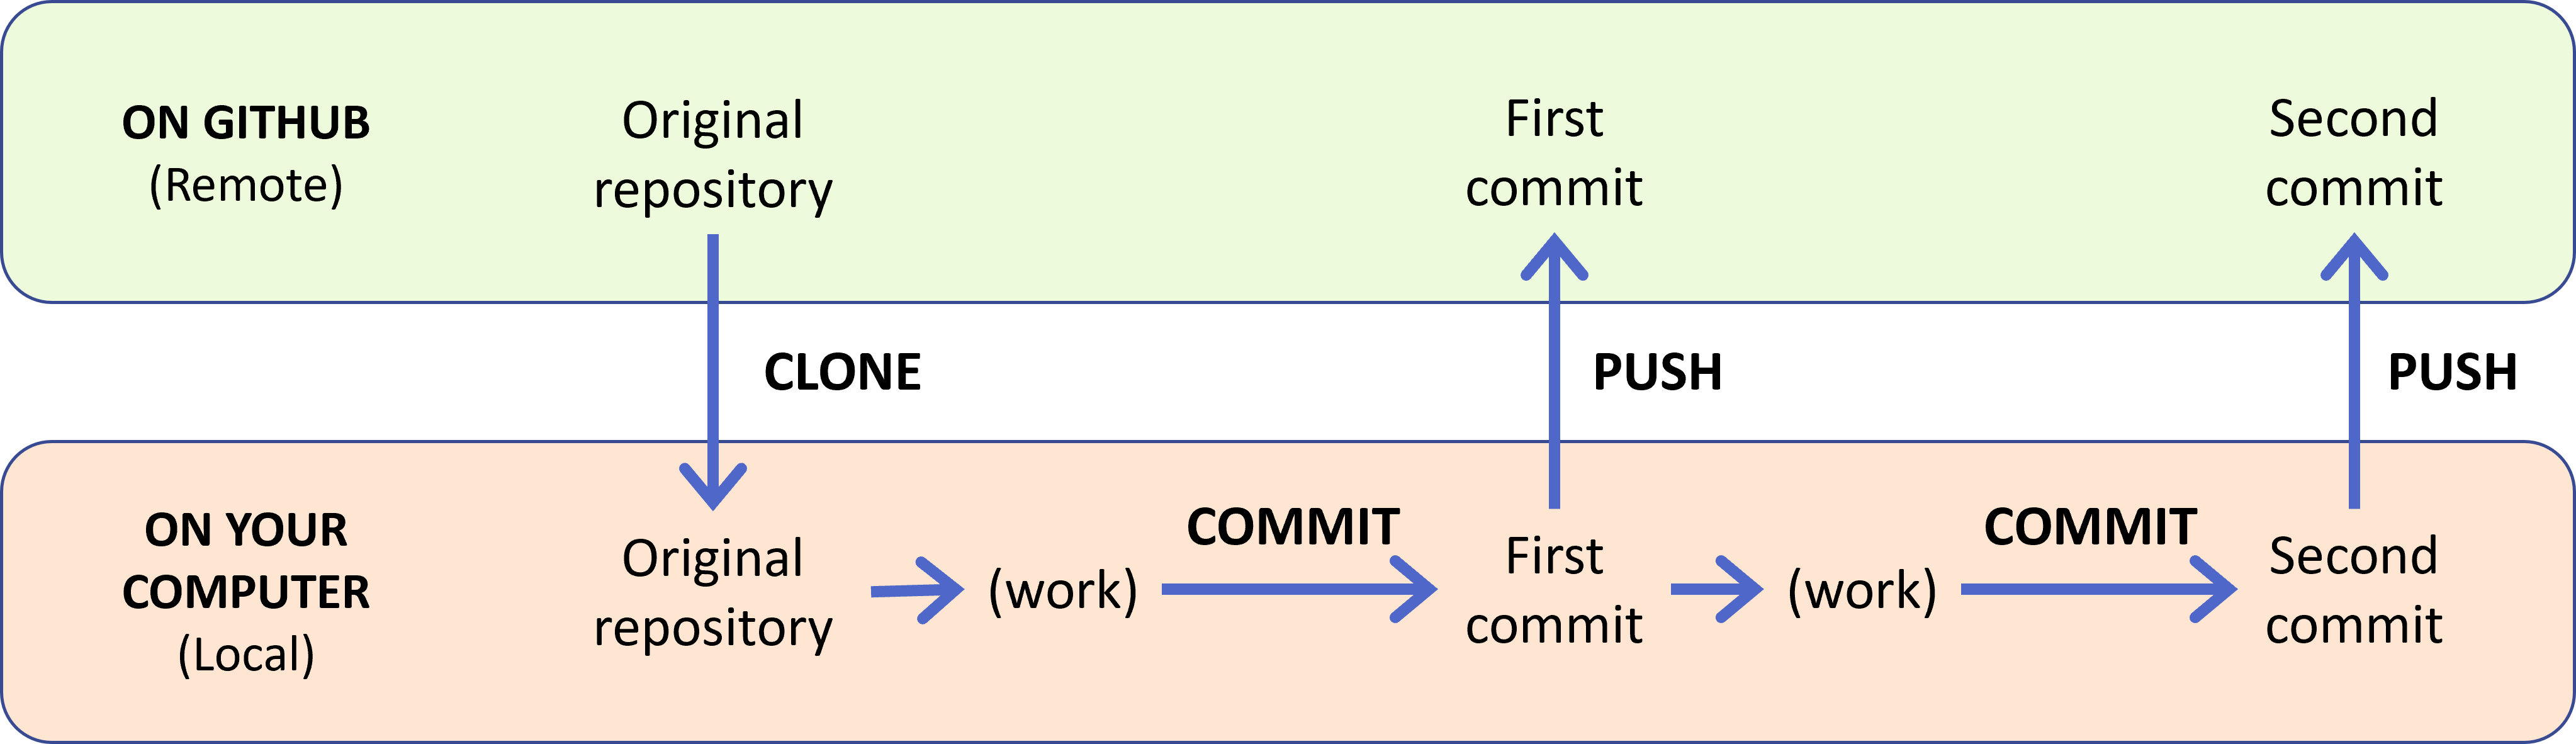 ON GITHUB
(Remote)
Original
repository
First
commit
Second
commit
CLONE
PUSH
PUSH
ON YOUR
COMPUTER
(Local)
Original
repository
(work)
COMMIT
First
commit
(work)
COMMIT
Second
commit